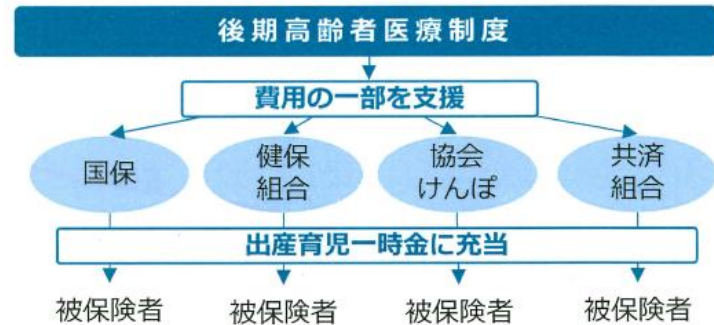 後期高齢者医療制度
費用の一部を支援
国保
健保
組合
協会
けんぽ
共済
組合
出産育児一時金に充当
被保険者
被保険者
被保険者
被保険者